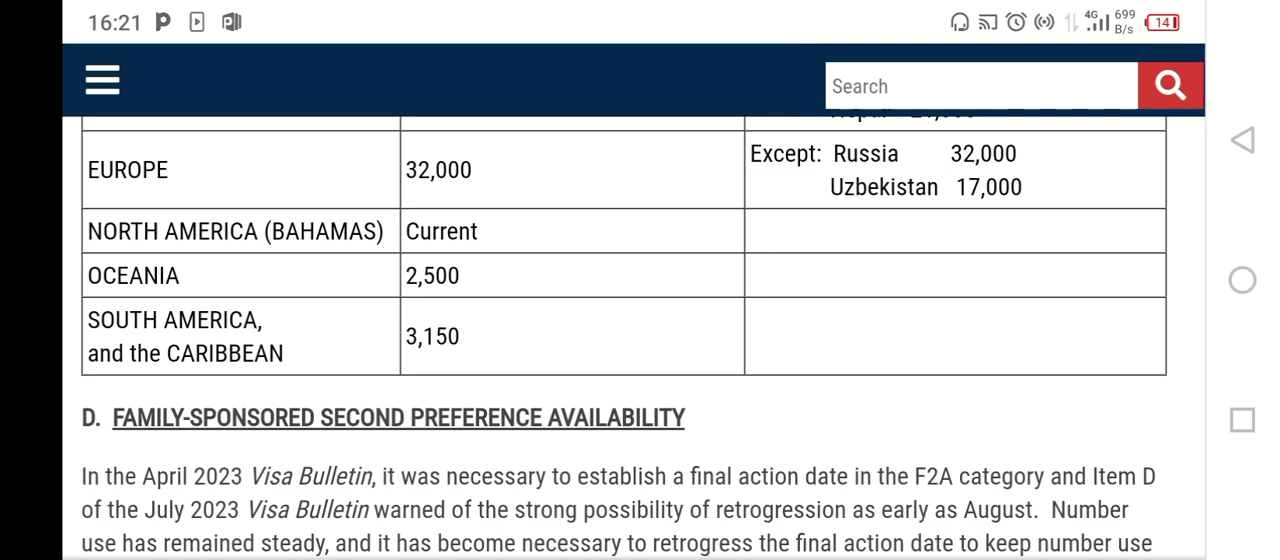 16:21
4G 699 B/s 14
Search
EUROPE 32,000 Except: Russia 32,000
Uzbekistan 17,000
NORTH AMERICA (BAHAMAS) Current
OCEANIA 2,500
SOUTH AMERICA,
and the CARIBBEAN 3,150
D. FAMILY-SPONSORED SECOND PREFERENCE AVAILABILITY
In the April 2023 Visa Bulletin, it was necessary to establish a final action date in the F2A category and Item D
of the July 2023 Visa Bulletin warned of the strong possibility of retrogression as early as August. Number
use has remained steady, and it has become necessary to retrogress the final action date to keep number use